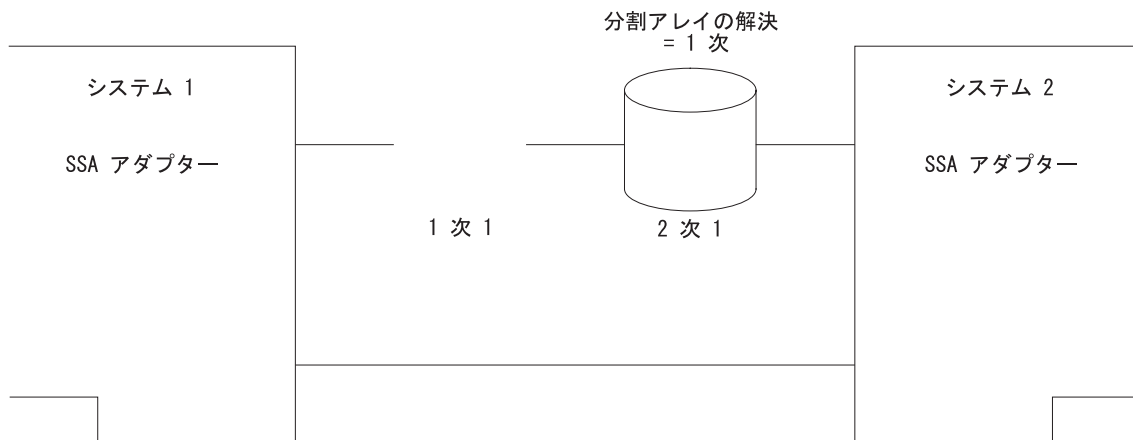 分割アレイの解決
= 1 次
システム 1
システム 2
SSA アダプター
SSA アダプター
1 次 1
2 次 1